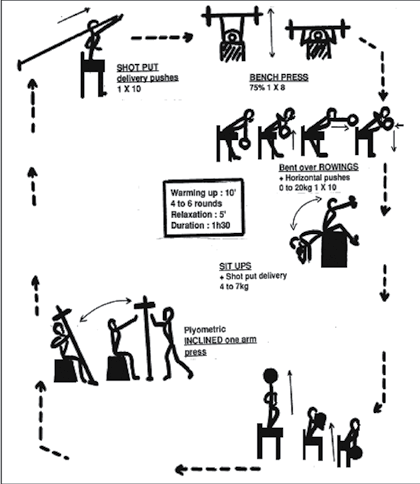 SHOT PUT
delivery pushes
1 X 10
BENCH PRESS
75% 1 X 8
Bent over ROWINGS
+ Horizontal pushes
0 to 20kg 1 X 10
Warming up : 10'
4 to 6 rounds
Relaxation : 5'
Duration : 1h30
SIT UPS
+ Shot put delivery
4 to 7kg
Plyometric
INCLINED one arm
press